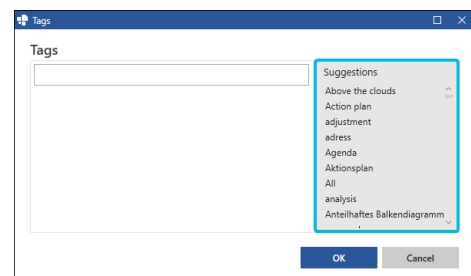 Tags
Tags
Suggestions
Above the clouds
Action plan
adjustment
adress
Agenda
Aktionsplan
All
analysis
Anteilhaftes Balkendiagramm
OK
Cancel